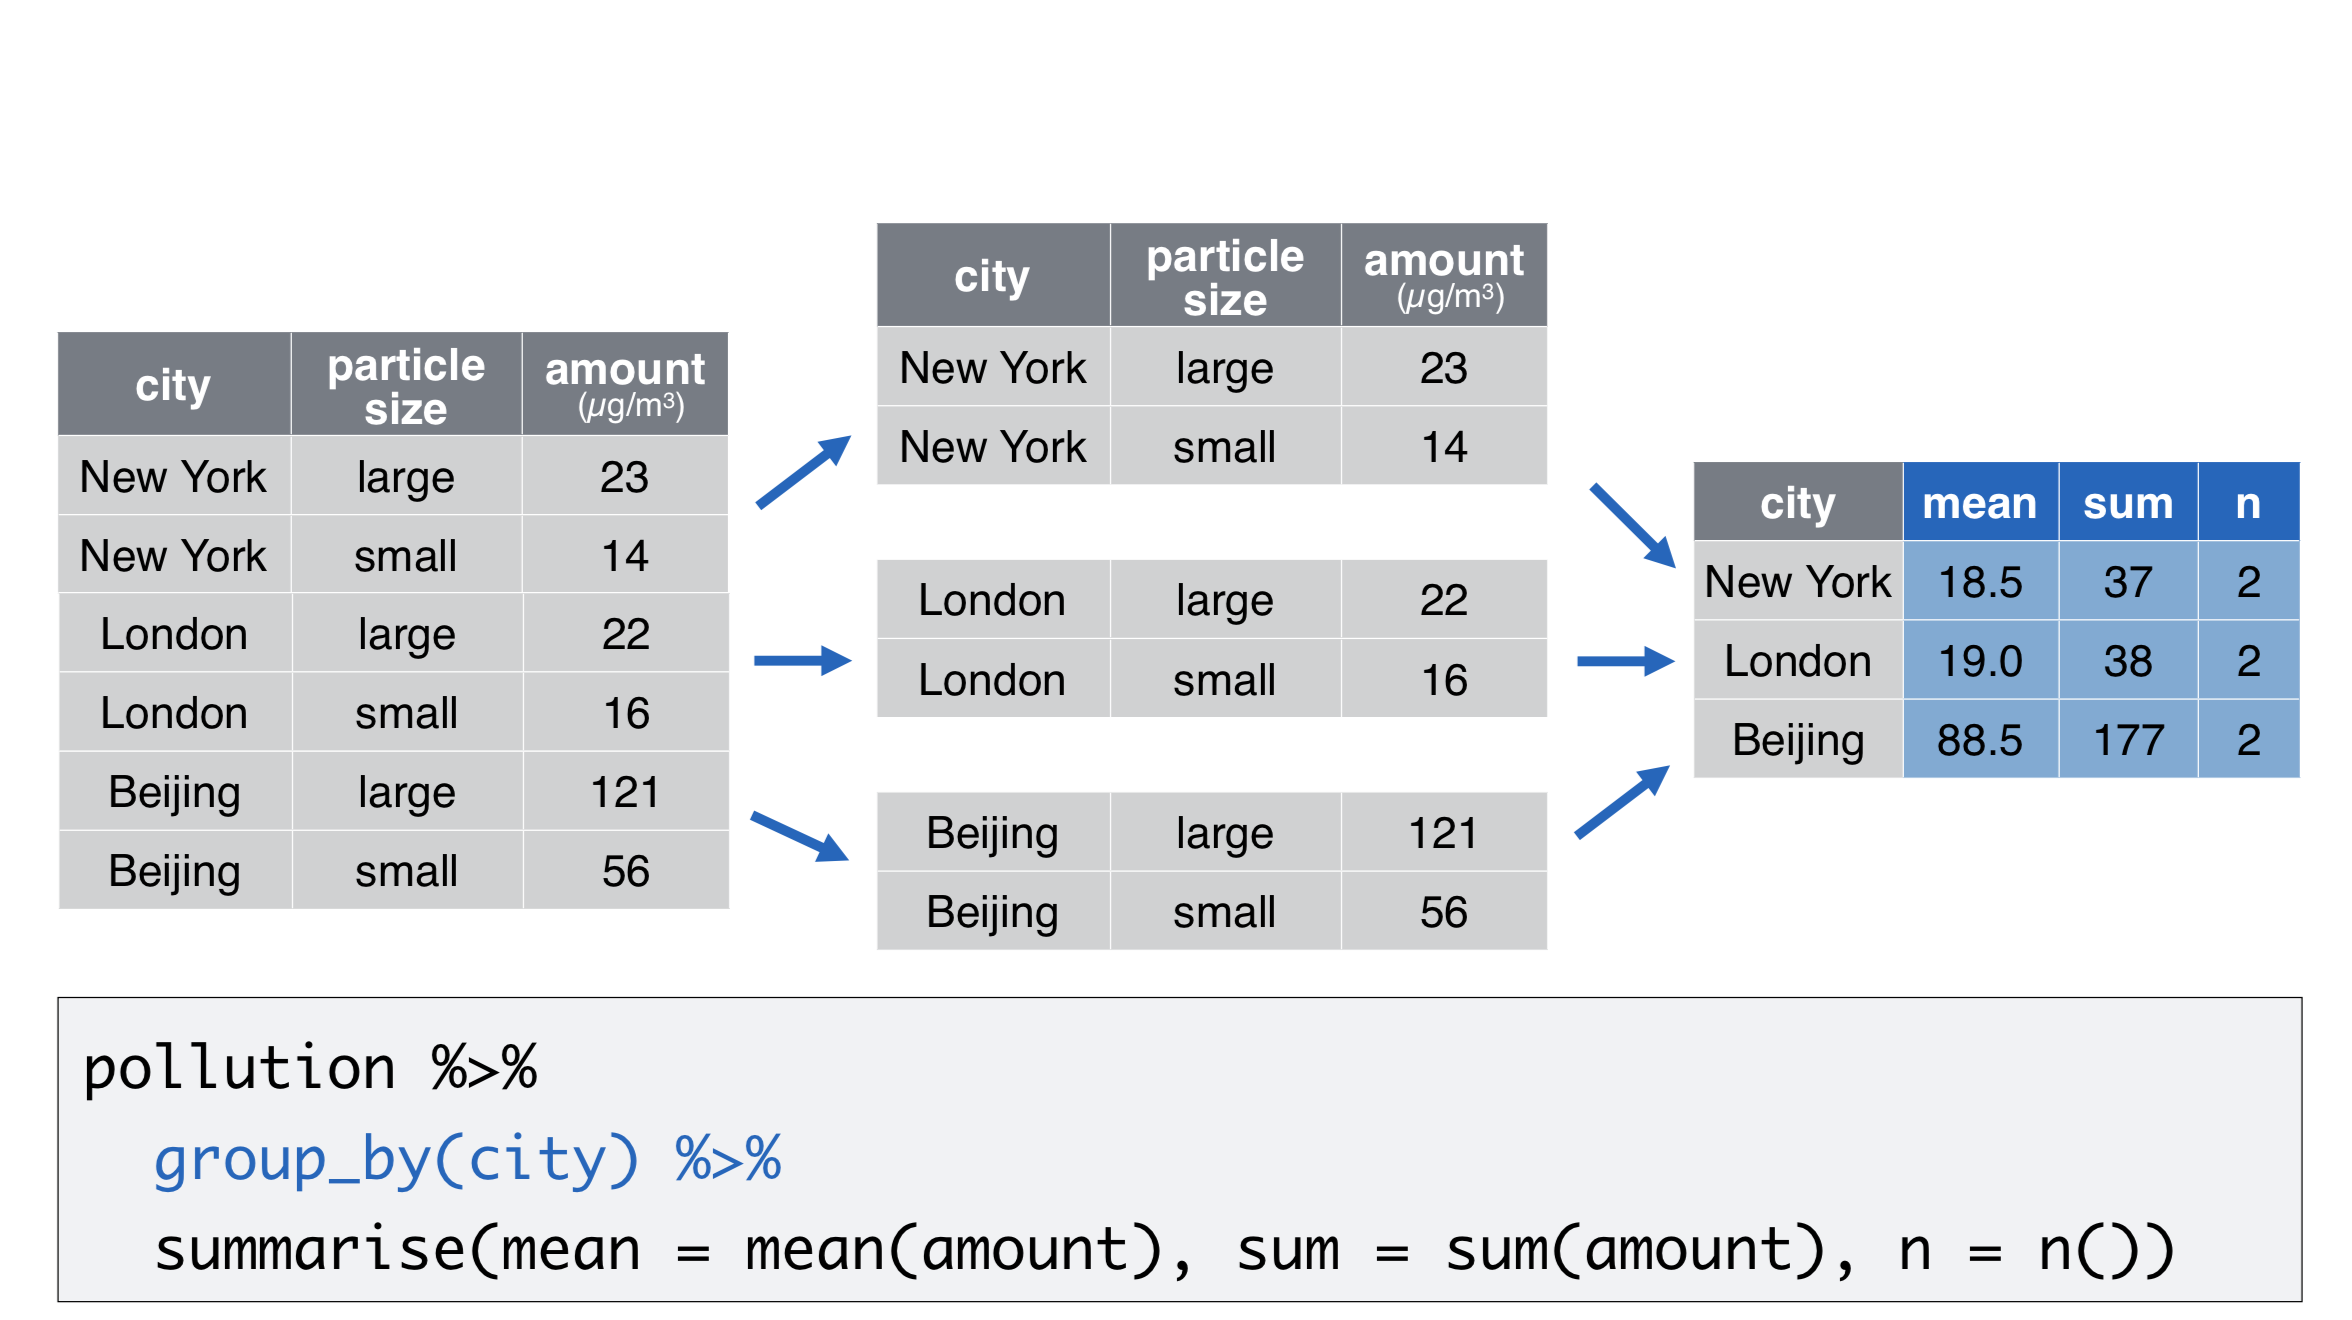 city particle size amount (µg/m³)
New York large 23
New York small 14
London large 22
London small 16
Beijing large 121
Beijing small 56
city particle size amount (µg/m³)
New York large 23
New York small 14
London large 22
London small 16
Beijing large 121
Beijing small 56
city mean sum n
New York 18.5 37 2
London 19.0 38 2
Beijing 88.5 177 2
pollution %>%
group_by(city) %>%
summarise(mean = mean(amount), sum = sum(amount), n = n())